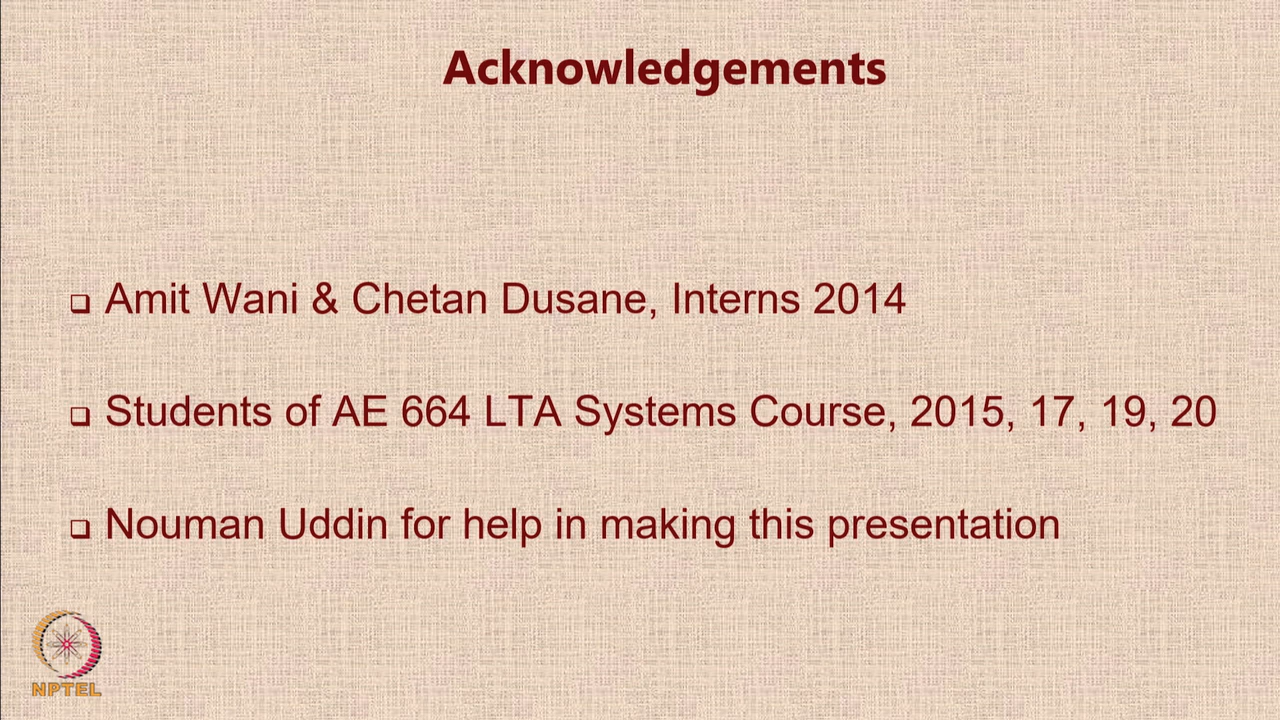 Acknowledgements
❑ Amit Wani & Chetan Dusane, Interns 2014
❑ Students of AE 664 LTA Systems Course, 2015, 17, 19, 20
❑ Nouman Uddin for help in making this presentation
NPTEL